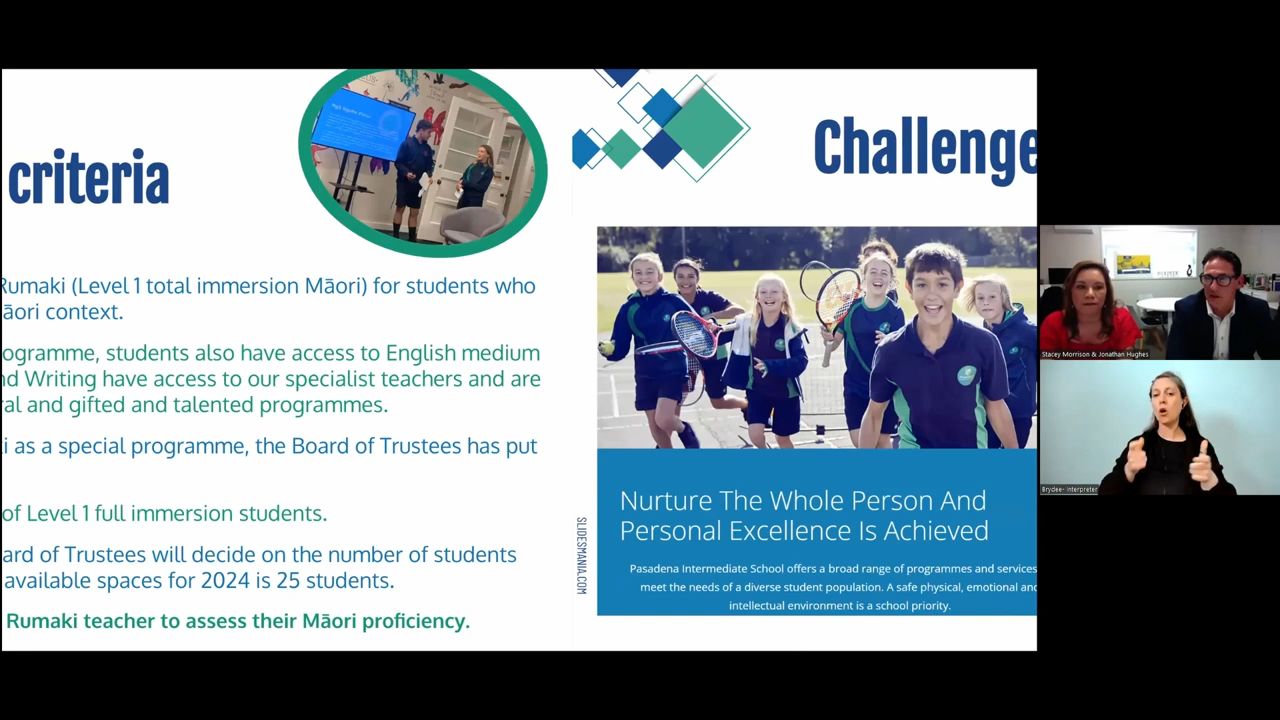 criteria
Rumaki (Level 1 total immersion Māori) for students who
āori context.
ogramme, students also have access to English medium
nd Writing have access to our specialist teachers and are
ral and gifted and talented programmes.
i as a special programme, the Board of Trustees has put
of Level 1 full immersion students.
ard of Trustees will decide on the number of students
available spaces for 2024 is 25 students.
Rumaki teacher to assess their Māori proficiency.
SLIDESMANIA.COM
Challenge
Nurture The Whole Person And
Personal Excellence Is Achieved
Pasadena Intermediate School offers a broad range of programmes and services
meet the needs of a diverse student population. A safe physical, emotional and
intellectual environment is a school priority.
Stacey Morrison & Jonathan Hughes
Brydee- Interpreter